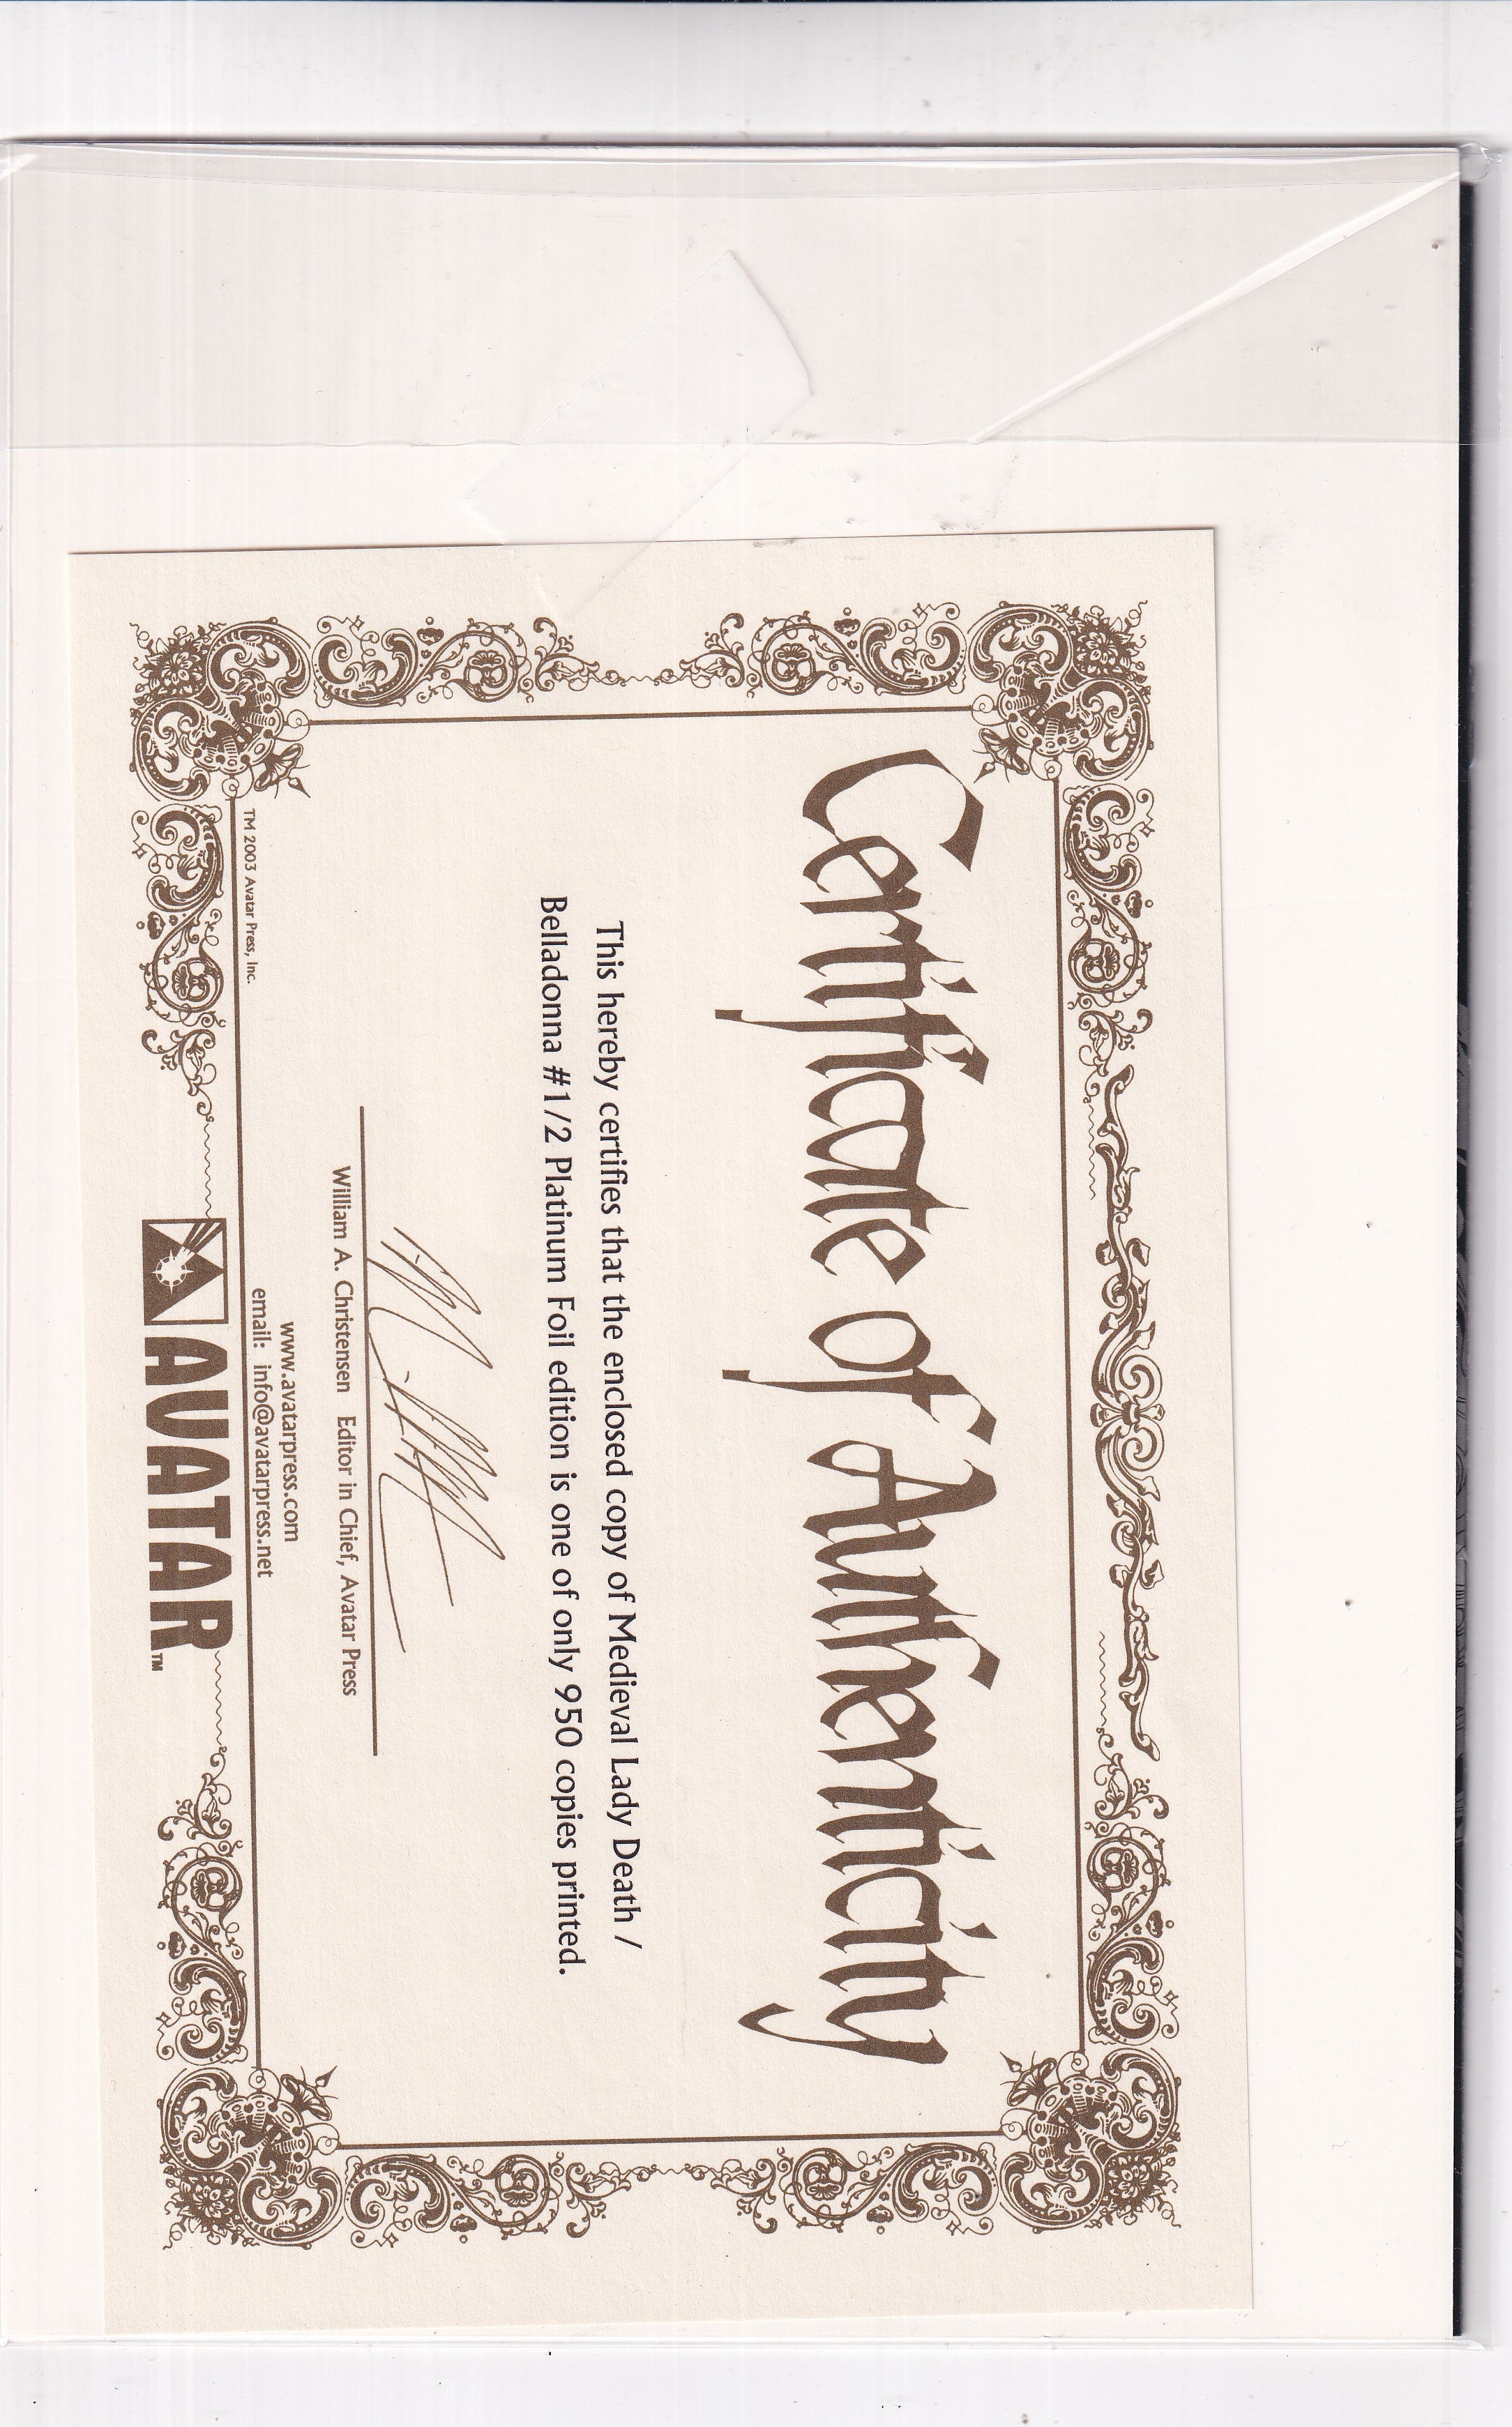 Certificate of Authenticity
This hereby certifies that the enclosed copy of Medieval Lady Death /
Belladonna #1/2 Platinum Foil edition is one of only 950 copies printed.
William A. Christensen Editor in Chief, Avatar Press
www.avatarpress.com
email: info@avatarpress.net
TM 2003 Avatar Press, Inc.
AVATAR™